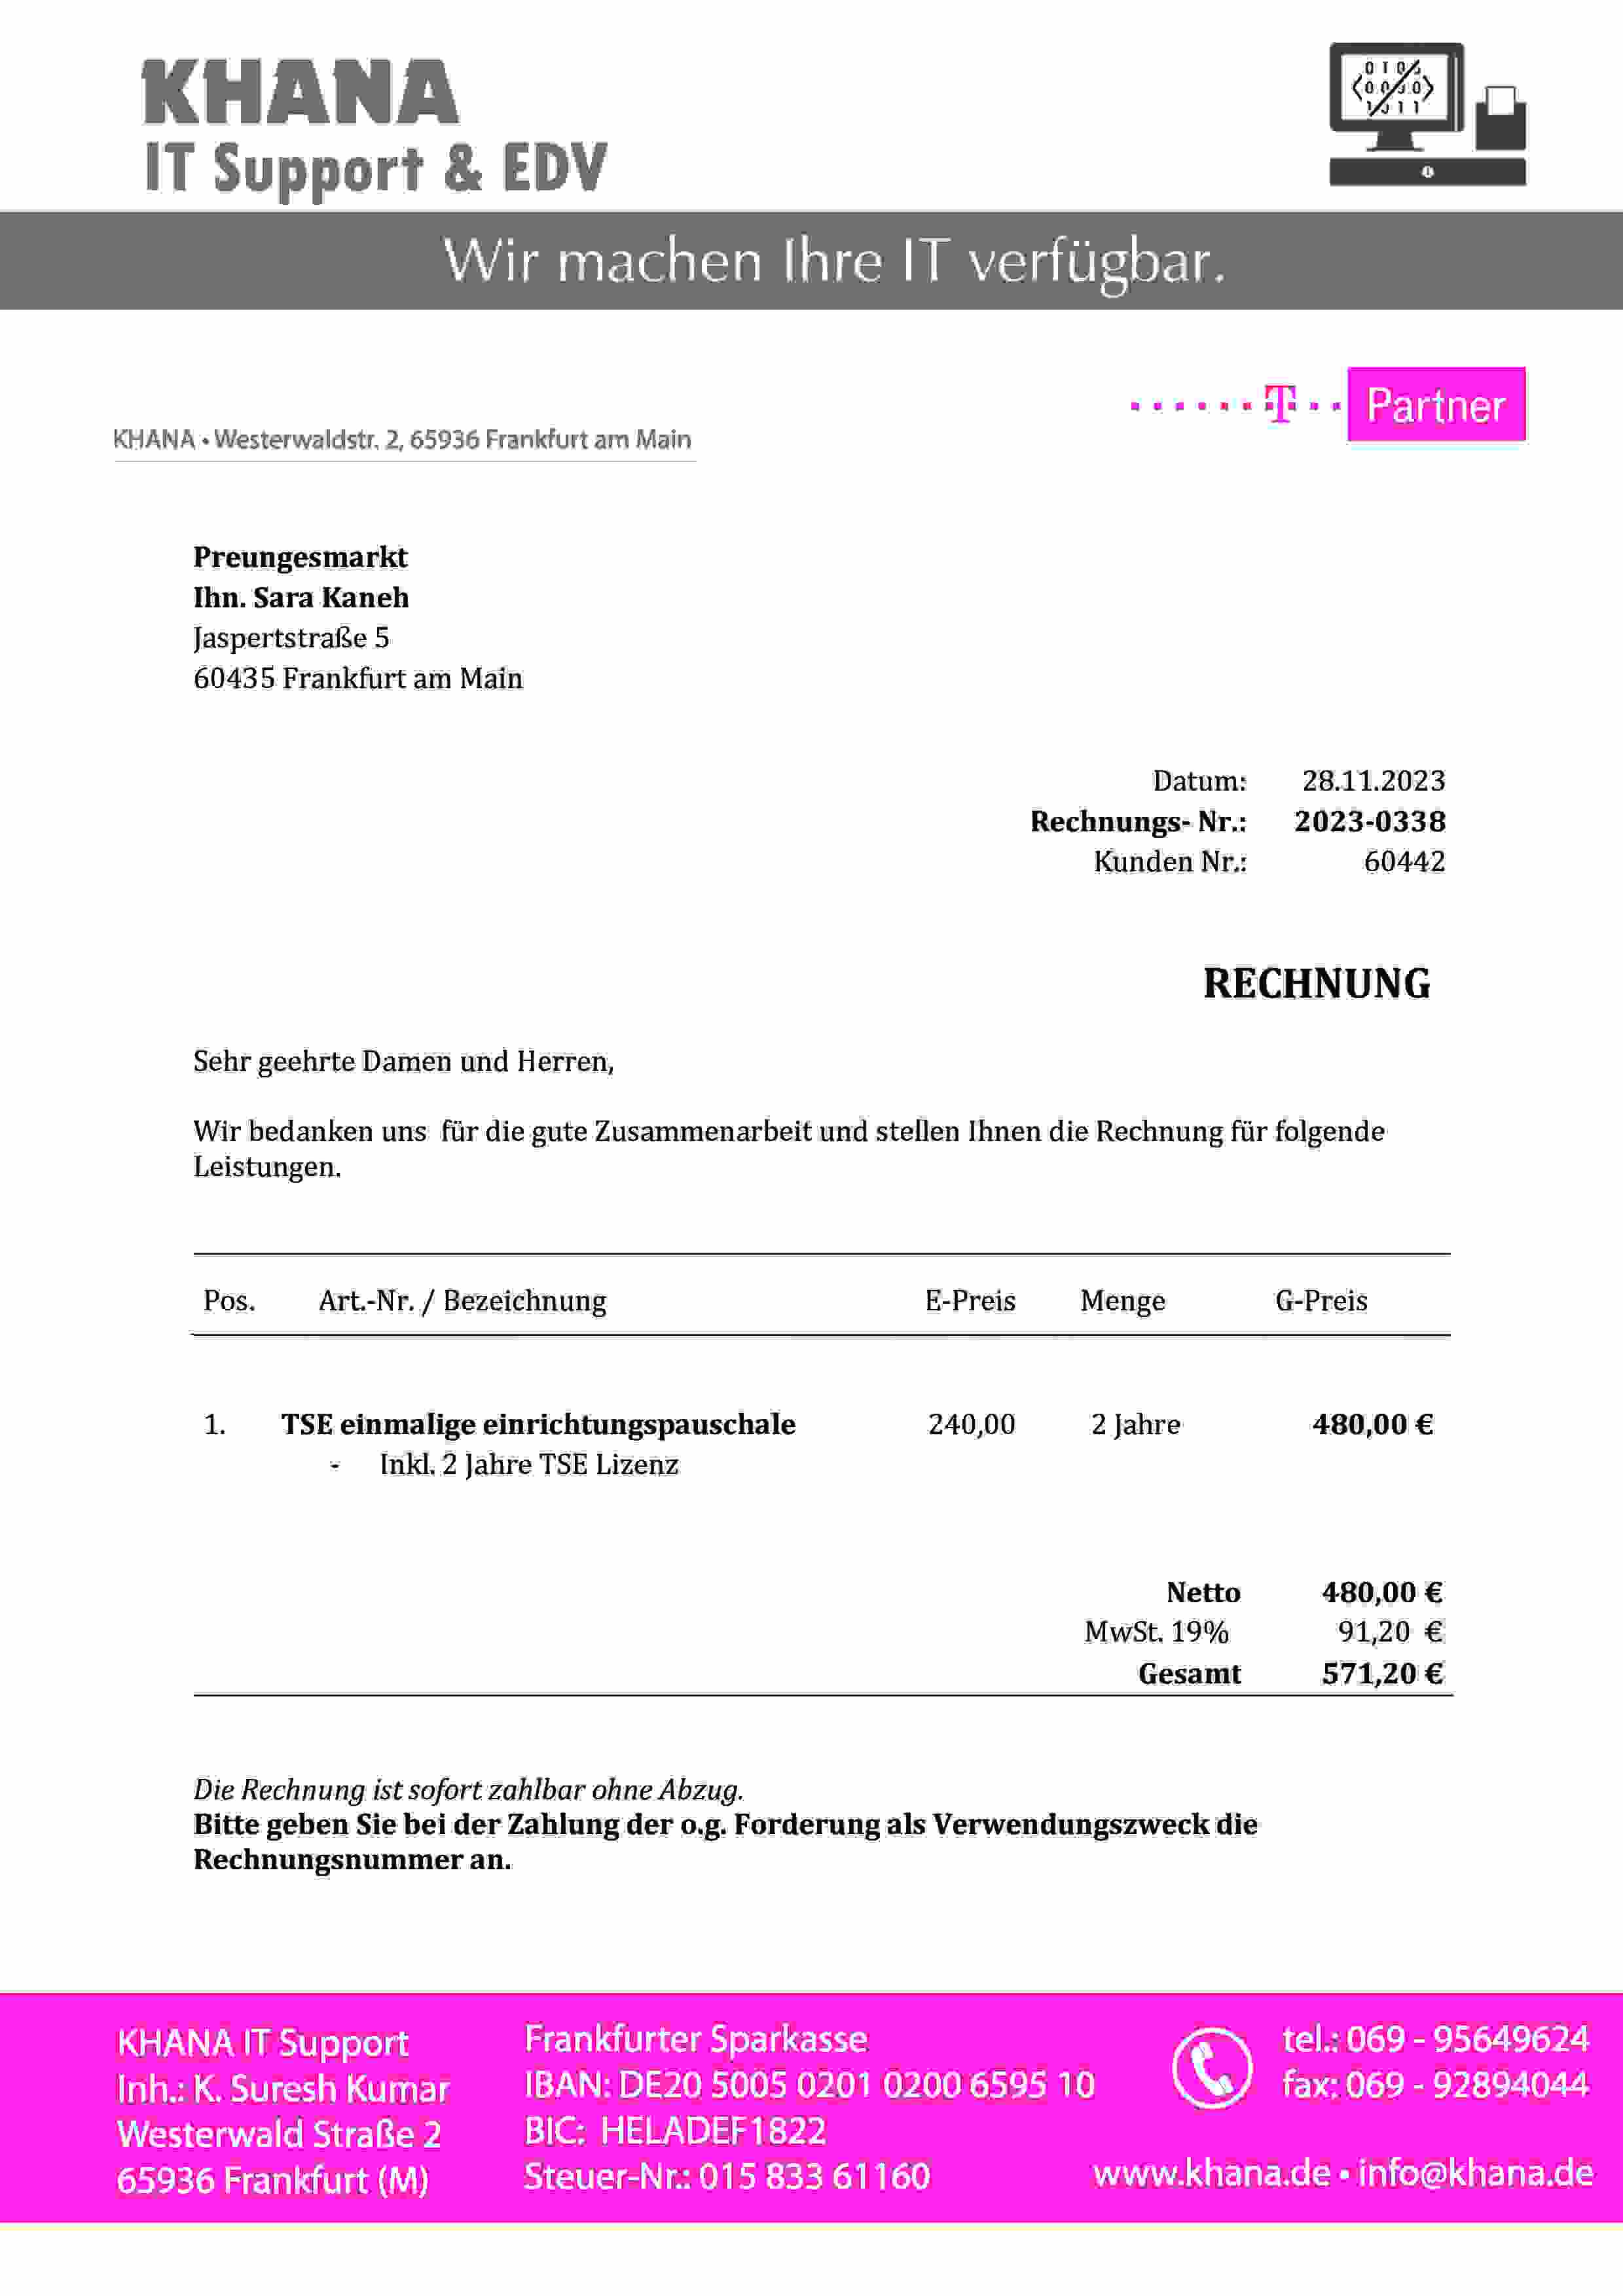 KHANA
IT Support & EDV
Wir machen Ihre IT verfügbar.
T Partner
KHANA • Westerwaldstr. 2, 65936 Frankfurt am Main
Preungesmarkt
Ihn. Sara Kaneh
Jaspertstraße 5
60435 Frankfurt am Main
Datum: 28.11.2023
Rechnungs- Nr.: 2023-0338
Kunden Nr.: 60442
RECHNUNG
Sehr geehrte Damen und Herren,
Wir bedanken uns für die gute Zusammenarbeit und stellen Ihnen die Rechnung für folgende
Leistungen.
Pos. Art.-Nr. / Bezeichnung E-Preis Menge G-Preis
1. TSE einmalige einrichtungspauschale 240,00 2 Jahre 480,00 €
- Inkl. 2 Jahre TSE Lizenz
Netto 480,00 €
MwSt. 19% 91,20 €
Gesamt 571,20 €
Die Rechnung ist sofort zahlbar ohne Abzug.
Bitte geben Sie bei der Zahlung der o.g. Forderung als Verwendungszweck die
Rechnungsnummer an.
KHANA IT Support
Inh.: K. Suresh Kumar
Westerwald Straße 2
65936 Frankfurt (M)
Frankfurter Sparkasse
IBAN: DE20 5005 0201 0200 6595 10
BIC: HELADEF1822
Steuer-Nr.: 015 833 61160
tel.: 069 - 95649624
fax: 069 - 92894044
www.khana.de • info@khana.de